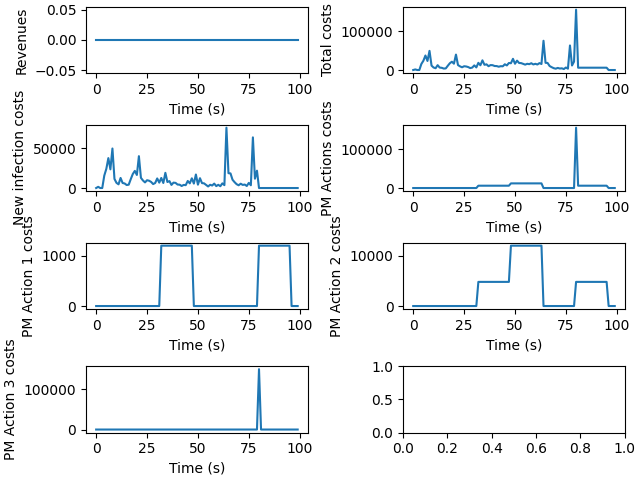 Revenues
0.05
0.00
−0.05
0 25 50 75 100
Time (s)
Total costs
100000
0
0 25 50 75 100
Time (s)
New infection costs
50000
0
0 25 50 75 100
Time (s)
PM Actions costs
100000
0
0 25 50 75 100
Time (s)
PM Action 1 costs
1000
0
0 25 50 75 100
Time (s)
PM Action 2 costs
10000
0
0 25 50 75 100
Time (s)
PM Action 3 costs
100000
0
0 25 50 75 100
Time (s)
1.0
0.5
0.0
0.0 0.2 0.4 0.6 0.8 1.0